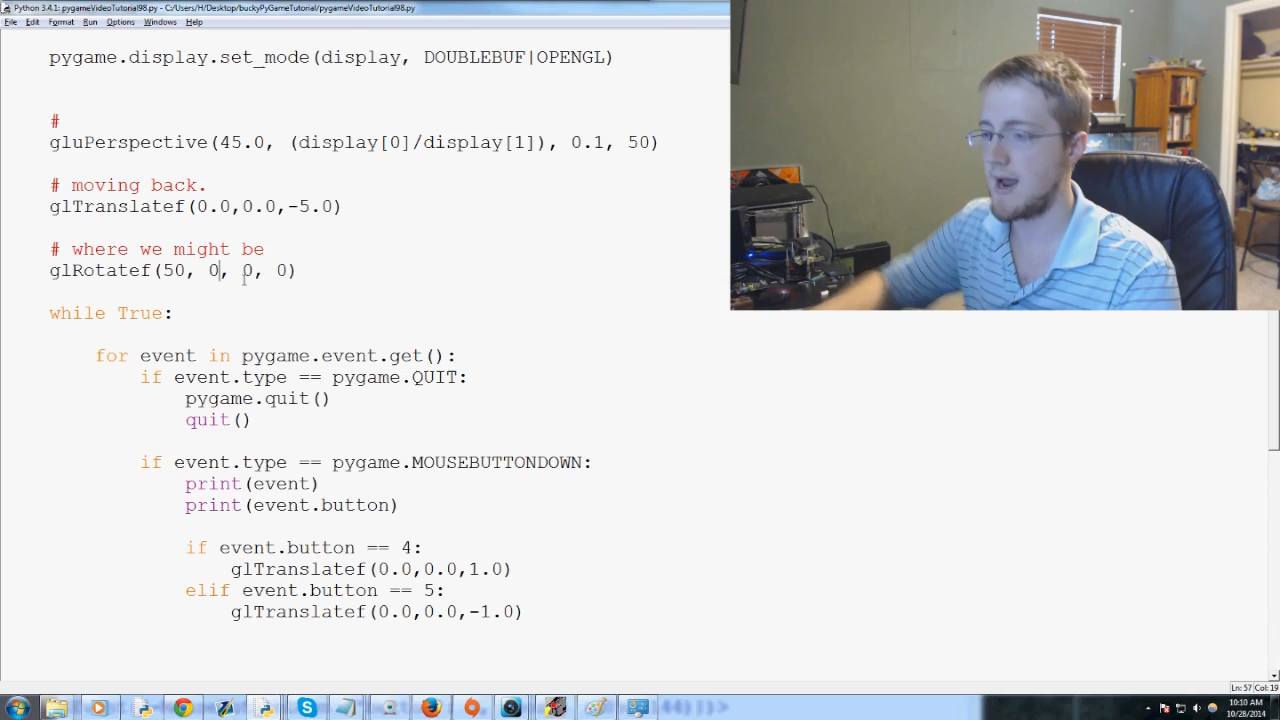 Python 3.4.1: pygameVideoTutorial98.py - C:/Users/H/Desktop/buckyPyGameTutorial/pygameVideoTutorial98.py
File Edit Format Run Options Windows Help
pygame.display.set_mode(display, DOUBLEBUF|OPENGL)
#
gluPerspective(45.0, (display[0]/display[1]), 0.1, 50)
# moving back.
glTranslatef(0.0,0.0,-5.0)
# where we might be
glRotatef(50, 0, 0, 0)
while True:
for event in pygame.event.get():
if event.type == pygame.QUIT:
pygame.quit()
quit()
if event.type == pygame.MOUSEBUTTONDOWN:
print(event)
print(event.button)
if event.button == 4:
glTranslatef(0.0,0.0,1.0)
elif event.button == 5:
glTranslatef(0.0,0.0,-1.0)
Ln: 57 Col: 19
10:10 AM
10/28/2014